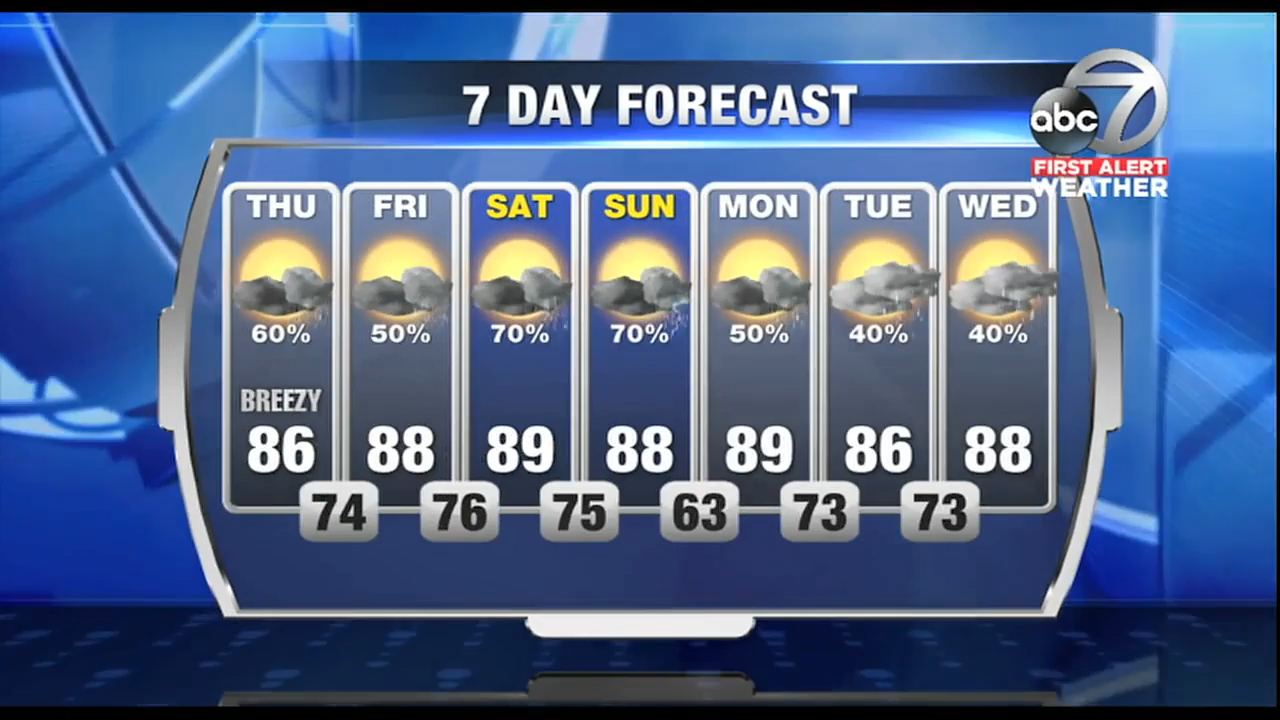 7 DAY FORECAST
abc 7
FIRST ALERT
WEATHER
THU FRI SAT SUN MON TUE WED
60% 50% 70% 70% 50% 40% 40%
BREEZY
86 88 89 88 89 86 88
74 76 75 63 73 73